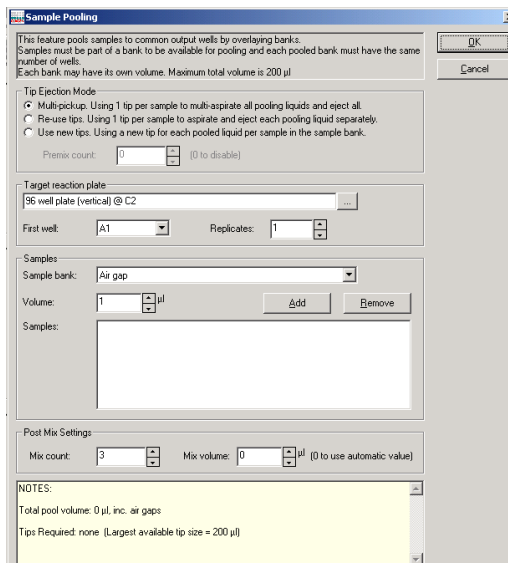 Sample Pooling
This feature pools samples to common output wells by overlaying banks.
Samples must be part of a bank to be available for pooling and each pooled bank must have the same
number of wells.
Each bank may have its own volume. Maximum total volume is 200 µl
OK
Cancel
Tip Ejection Mode
Multi-pickup. Using 1 tip per sample to multi-aspirate all pooling liquids and eject all.
Re-use tips. Using 1 tip per sample to aspirate and eject each pooling liquid separately.
Use new tips. Using a new tip for each pooled liquid per sample in the sample bank.
Premix count: 0 (0 to disable)
Target reaction plate
96 well plate (vertical) @ C2 ...
First well: A1 Replicates: 1
Samples
Sample bank: Air gap
Volume: 1 µl Add Remove
Samples:
Post Mix Settings
Mix count: 3 Mix volume: 0 µl (0 to use automatic value)
NOTES:
Total pool volume: 0 µl, inc. air gaps
Tips Required: none (Largest available tip size = 200 µl)